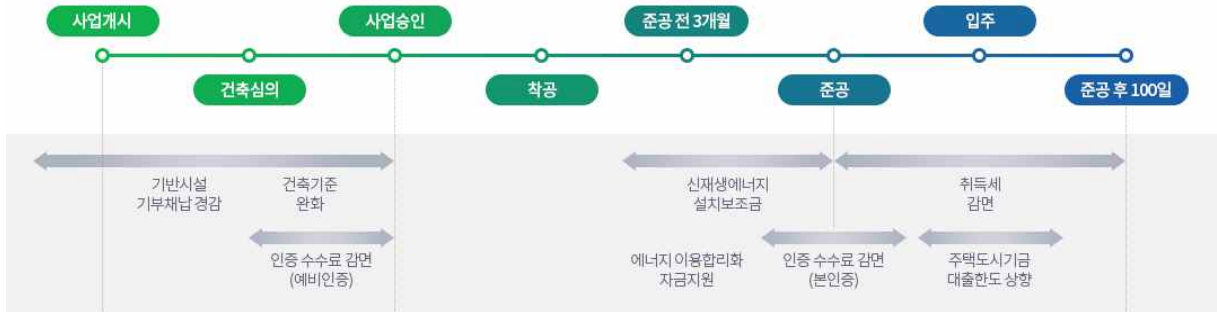 사업개시
사업승인
준공 전 3개월
입주
건축심의
착공
준공
준공 후 100일
기반시설
기부채납 경감
건축기준
완화
신재생에너지
설치보조금
취득세
감면
인증 수수료 감면
(예비인증)
에너지 이용합리화
자금지원
인증 수수료 감면
(본인증)
주택도시기금
대출한도 상향